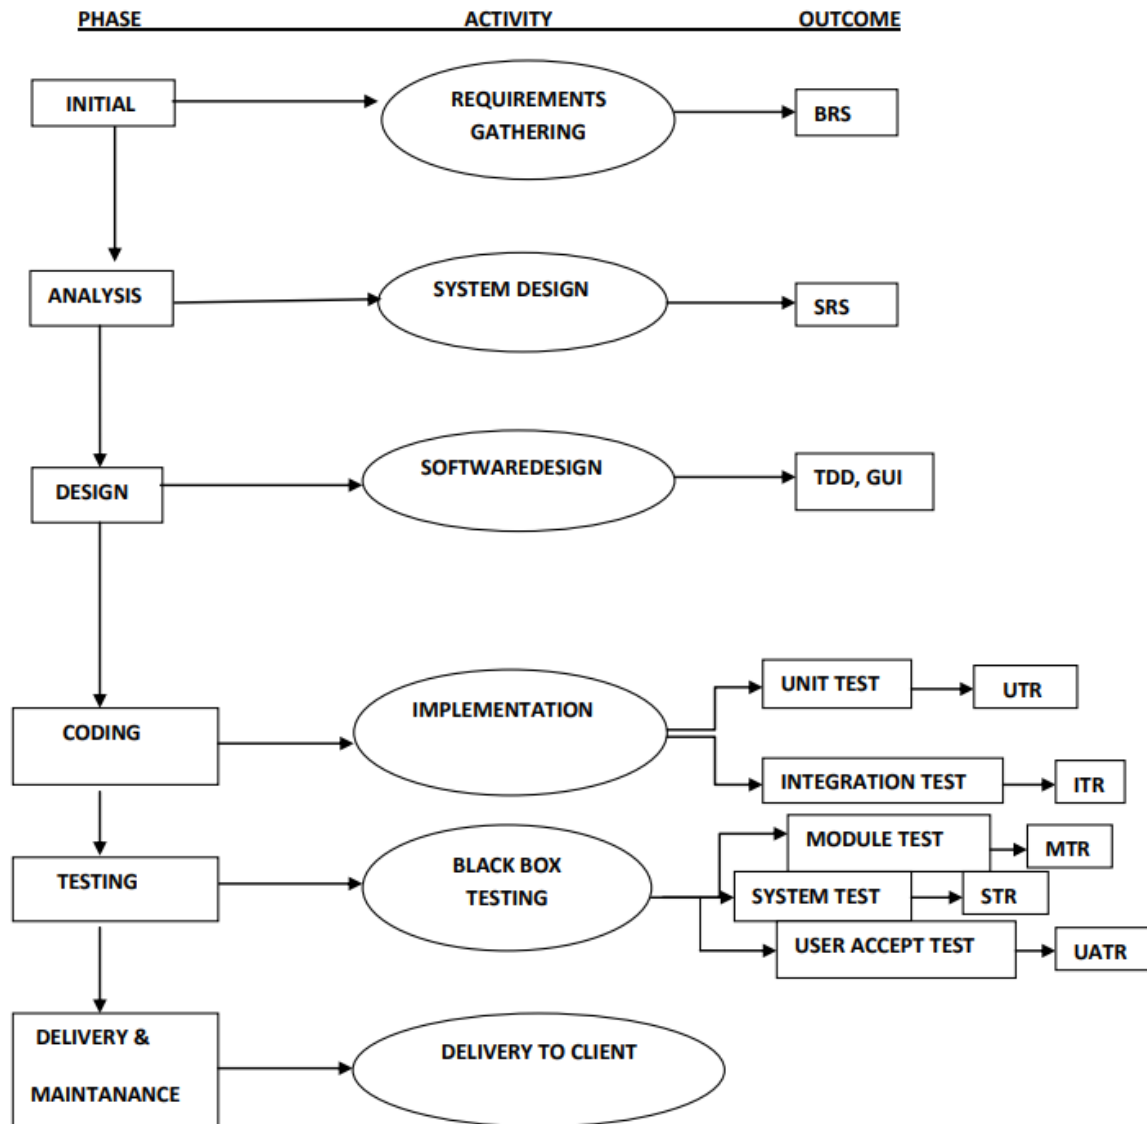 PHASE ACTIVITY OUTCOME
INITIAL
REQUIREMENTS
GATHERING
BRS
ANALYSIS
SYSTEM DESIGN
SRS
DESIGN
SOFTWAREDESIGN
TDD, GUI
CODING
IMPLEMENTATION
UNIT TEST
UTR
INTEGRATION TEST
ITR
TESTING
BLACK BOX
TESTING
MODULE TEST
MTR
SYSTEM TEST
STR
USER ACCEPT TEST
UATR
DELIVERY &
MAINTANANCE
DELIVERY TO CLIENT